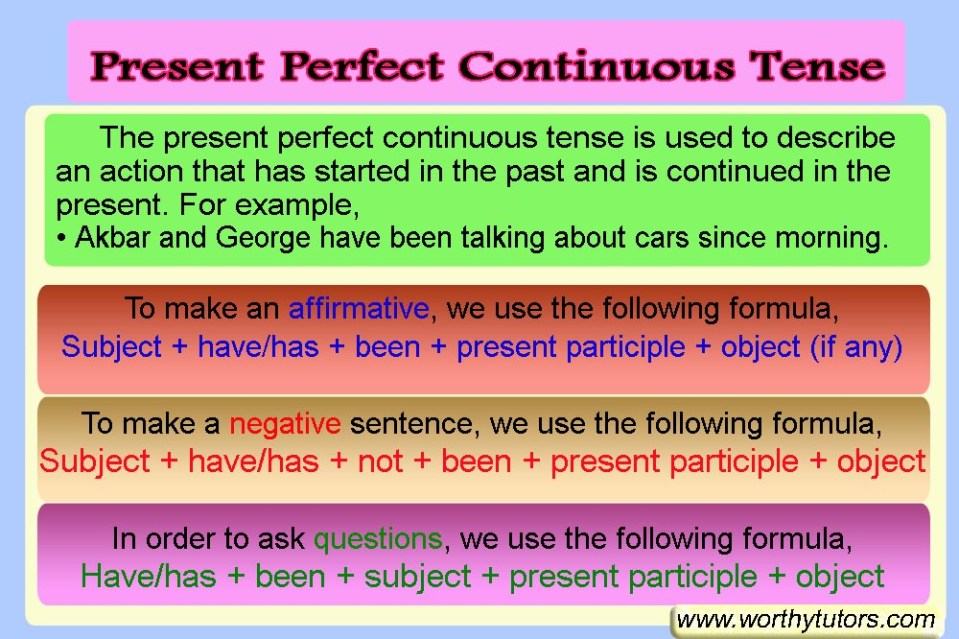 Present Perfect Continuous Tense
The present perfect continuous tense is used to describe
an action that has started in the past and is continued in the
present. For example,
• Akbar and George have been talking about cars since morning.
To make an affirmative, we use the following formula,
Subject + have/has + been + present participle + object (if any)
To make a negative sentence, we use the following formula,
Subject + have/has + not + been + present participle + object
In order to ask questions, we use the following formula,
Have/has + been + subject + present participle + object
www.worthytutors.com